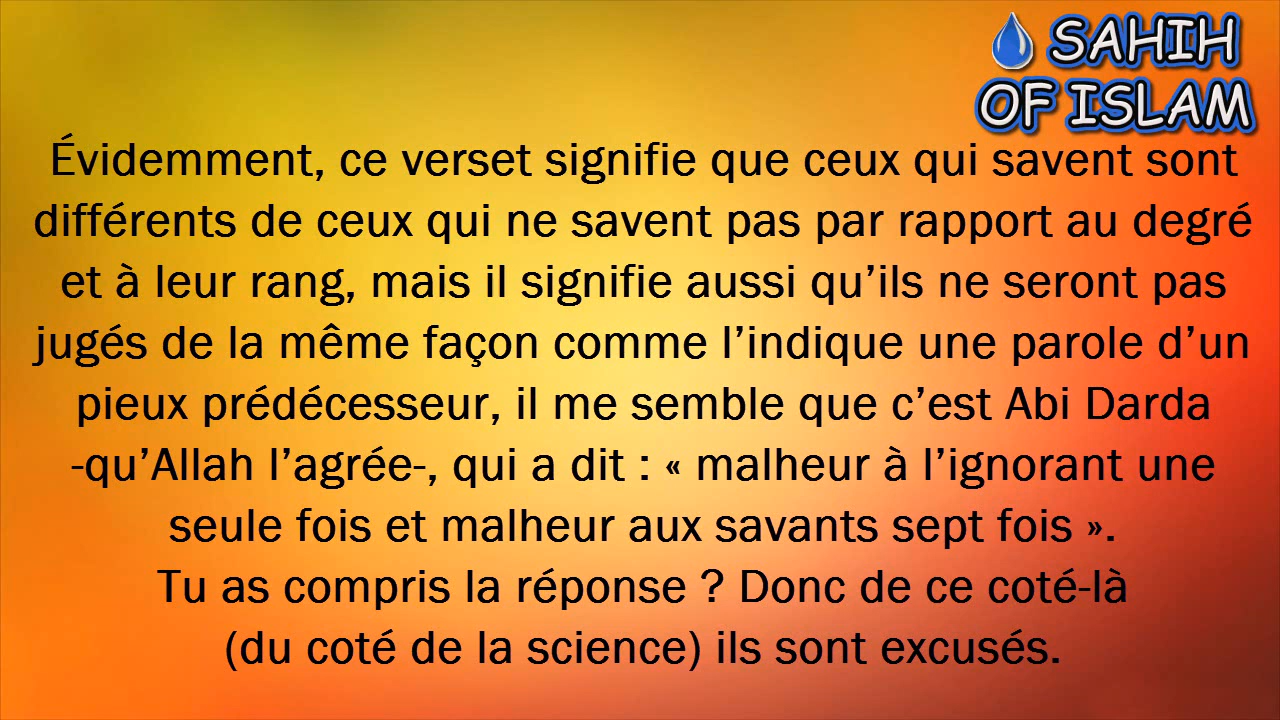 SAHIH
OF ISLAM
Évidemment, ce verset signifie que ceux qui savent sont
différents de ceux qui ne savent pas par rapport au degré
et à leur rang, mais il signifie aussi qu’ils ne seront pas
jugés de la même façon comme l’indique une parole d’un
pieux prédécesseur, il me semble que c’est Abi Darda
-qu’Allah l’agrée-, qui a dit : « malheur à l’ignorant une
seule fois et malheur aux savants sept fois ».
Tu as compris la réponse ? Donc de ce coté-là
(du coté de la science) ils sont excusés.